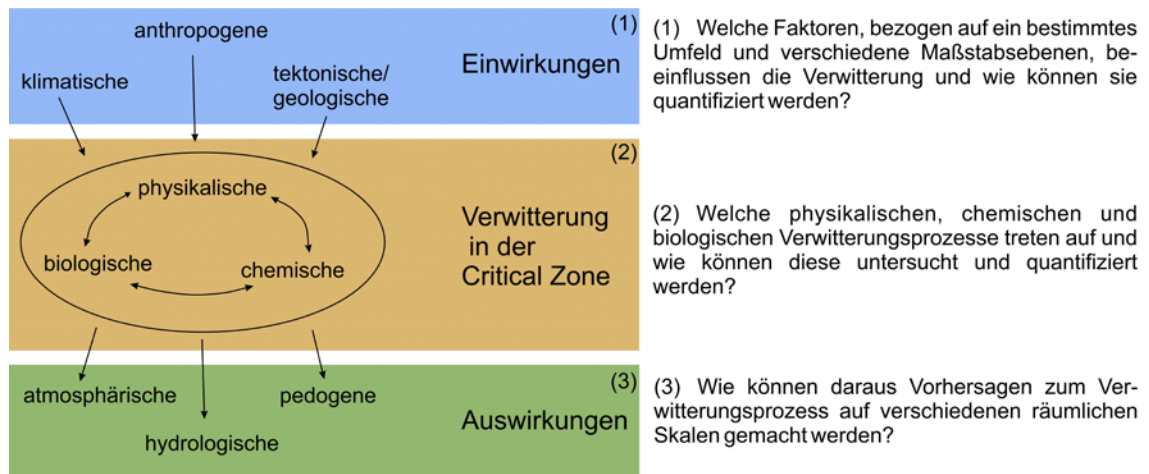 anthropogene
klimatische
tektonische/
geologische
Einwirkungen
(1)
(1) Welche Faktoren, bezogen auf ein bestimmtes
Umfeld und verschiedene Maßstabsebenen, be-
einflussen die Verwitterung und wie können sie
quantifiziert werden?
physikalische
biologische
chemische
Verwitterung
in der
Critical Zone
(2)
(2) Welche physikalischen, chemischen und
biologischen Verwitterungsprozesse treten auf und
wie können diese untersucht und quantifiziert
werden?
atmosphärische
hydrologische
pedogene
Auswirkungen
(3)
(3) Wie können daraus Vorhersagen zum Ver-
witterungsprozess auf verschiedenen räumlichen
Skalen gemacht werden?